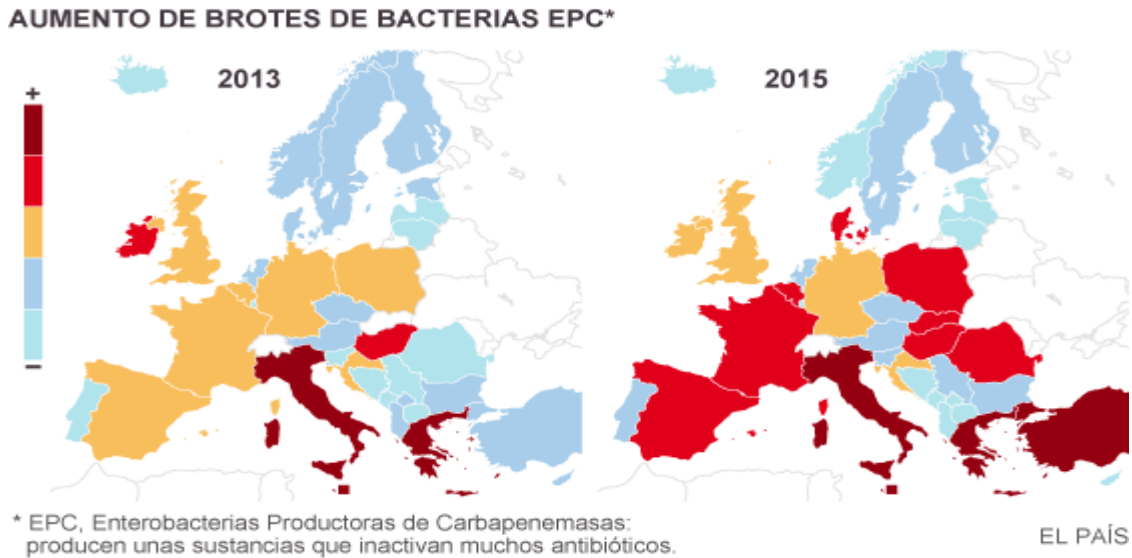 AUMENTO DE BROTES DE BACTERIAS EPC*
2013
2015
+
−
* EPC, Enterobacterias Productoras de Carbapenemasas:
producen unas sustancias que inactivan muchos antibióticos.
EL PAÍS